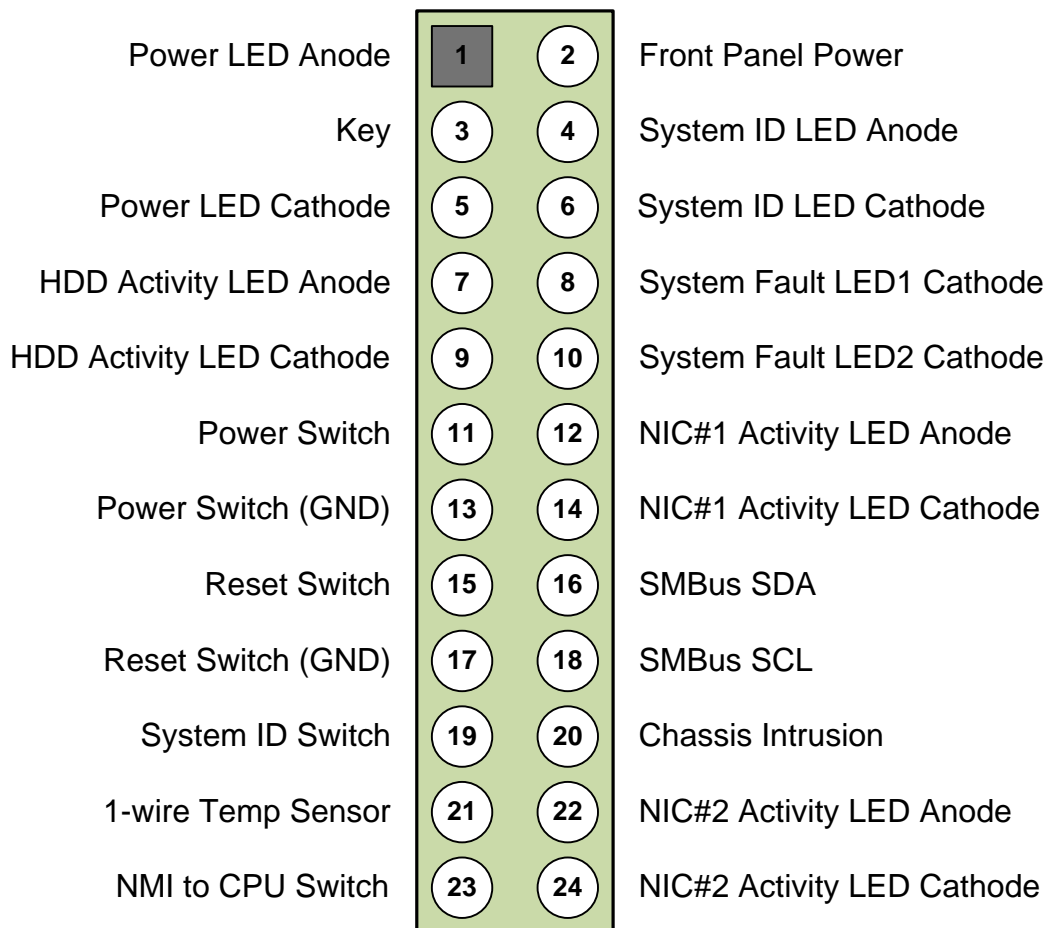 Power LED Anode 1 2 Front Panel Power
Key 3 4 System ID LED Anode
Power LED Cathode 5 6 System ID LED Cathode
HDD Activity LED Anode 7 8 System Fault LED1 Cathode
HDD Activity LED Cathode 9 10 System Fault LED2 Cathode
Power Switch 11 12 NIC#1 Activity LED Anode
Power Switch (GND) 13 14 NIC#1 Activity LED Cathode
Reset Switch 15 16 SMBus SDA
Reset Switch (GND) 17 18 SMBus SCL
System ID Switch 19 20 Chassis Intrusion
1-wire Temp Sensor 21 22 NIC#2 Activity LED Anode
NMI to CPU Switch 23 24 NIC#2 Activity LED Cathode